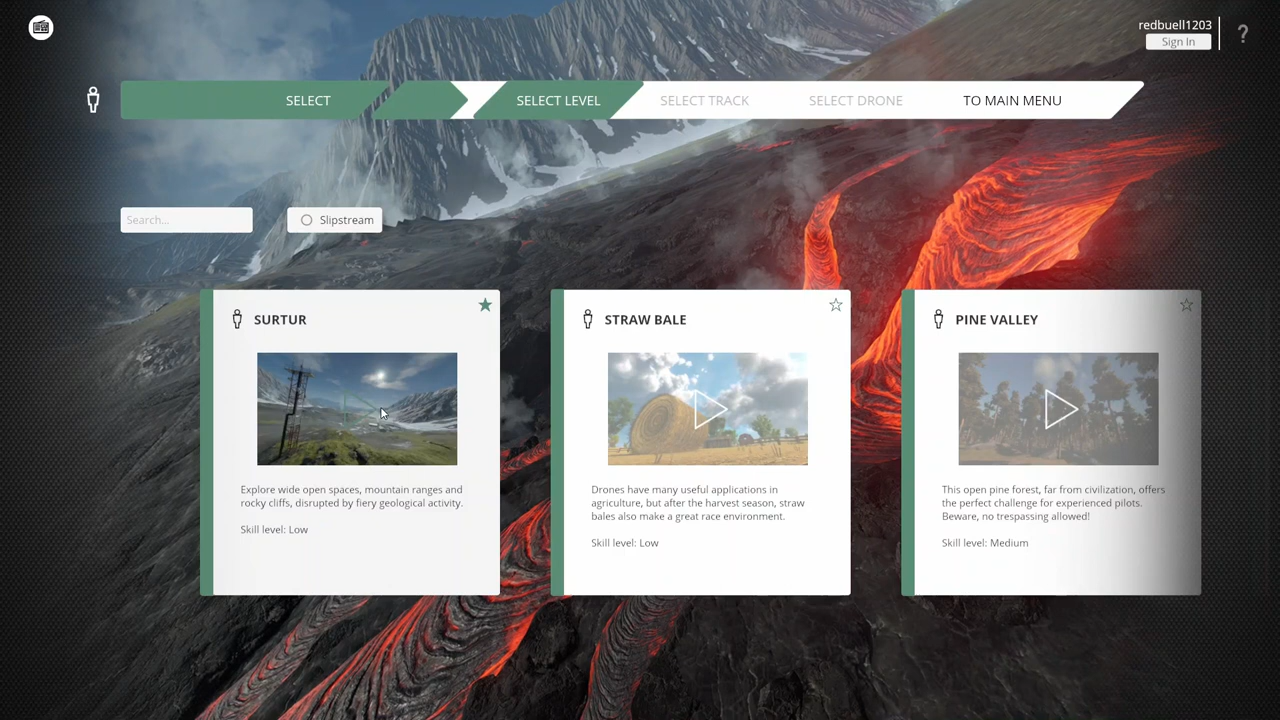 redbuell1203
Sign In
?
SELECT
SELECT LEVEL
SELECT TRACK
SELECT DRONE
TO MAIN MENU
Search...
Slipstream
SURTUR
Explore wide open spaces, mountain ranges and
rocky cliffs, disrupted by fiery geological activity.
Skill level: Low
STRAW BALE
Drones have many useful applications in
agriculture, but after the harvest season, straw
bales also make a great race environment.
Skill level: Low
PINE VALLEY
This open pine forest, far from civilization, offers
the perfect challenge for experienced pilots.
Beware, no trespassing allowed!
Skill level: Medium